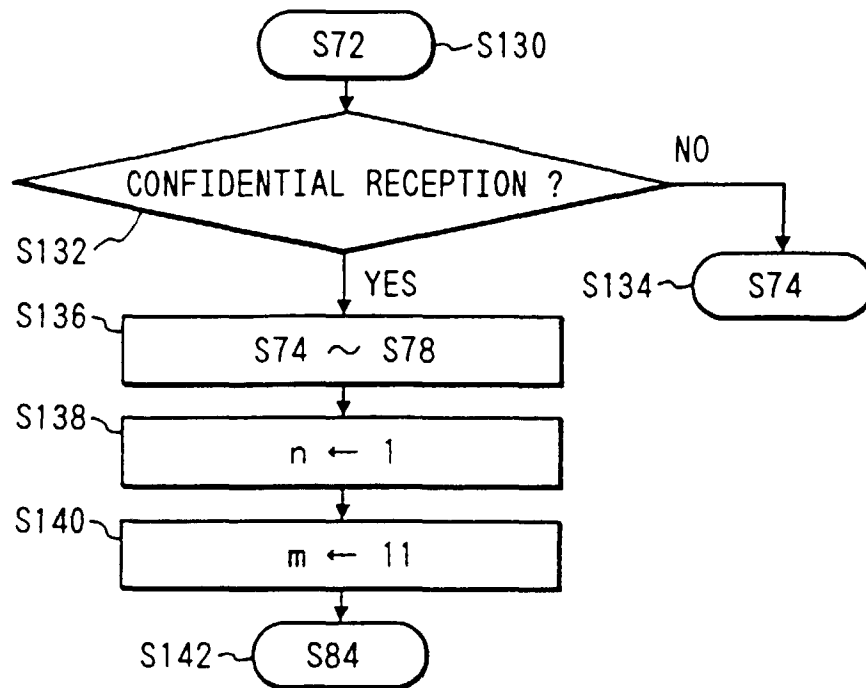 S72
S130
CONFIDENTIAL RECEPTION ?
NO
S132
YES
S134
S74
S136
S74 ~ S78
S138
n ← 1
S140
m ← 11
S142
S84